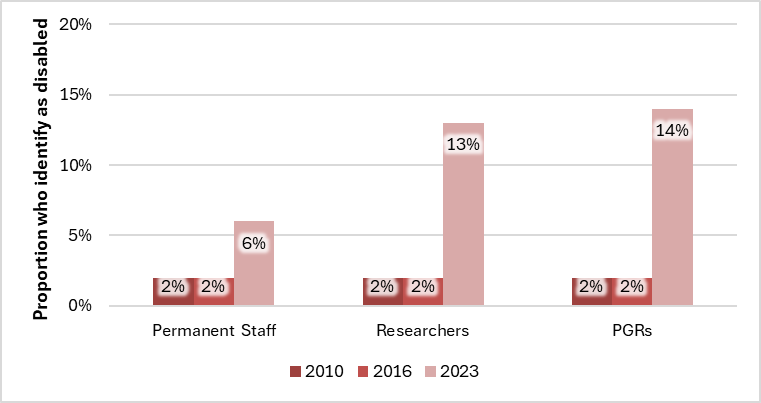 Proportion who identify as disabled
20%
15%
10%
5%
0%
2% 2% 6%
2% 2% 13%
2% 2% 14%
Permanent Staff Researchers PGRs
2010 2016 2023